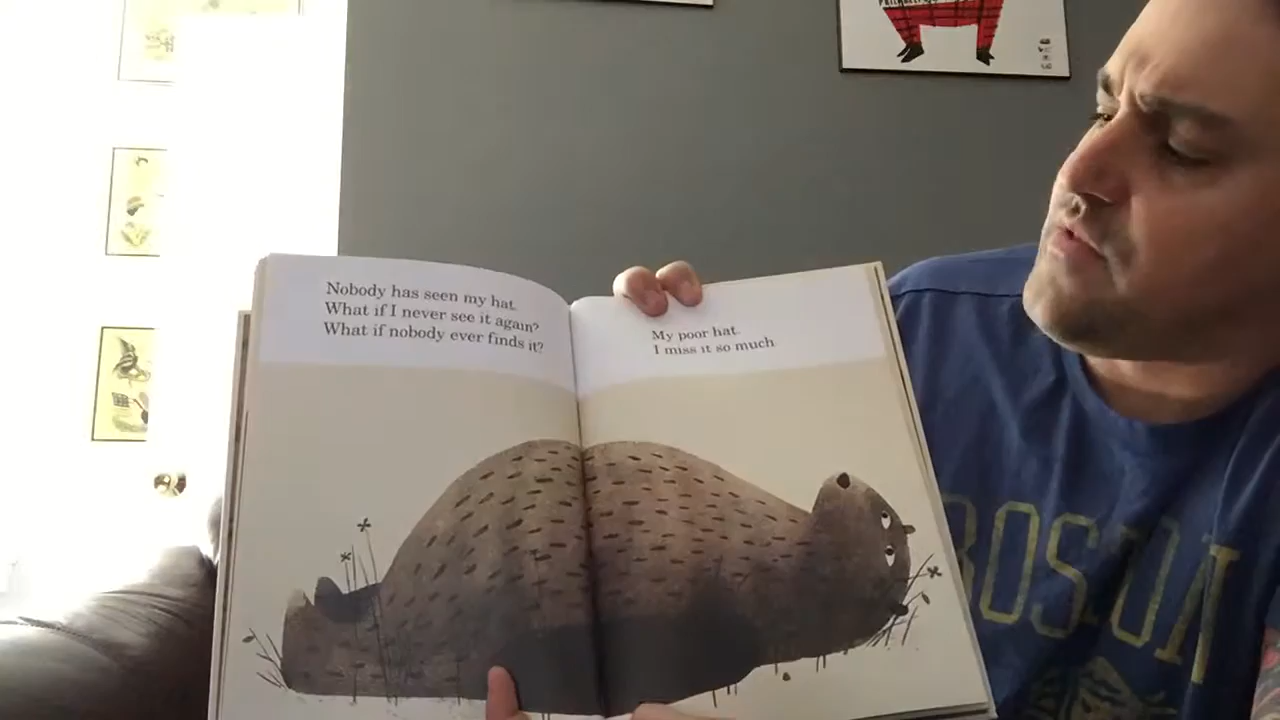 Nobody has seen my hat.
What if I never see it again?
What if nobody ever finds it?
My poor hat.
I miss it so much
BOSTON